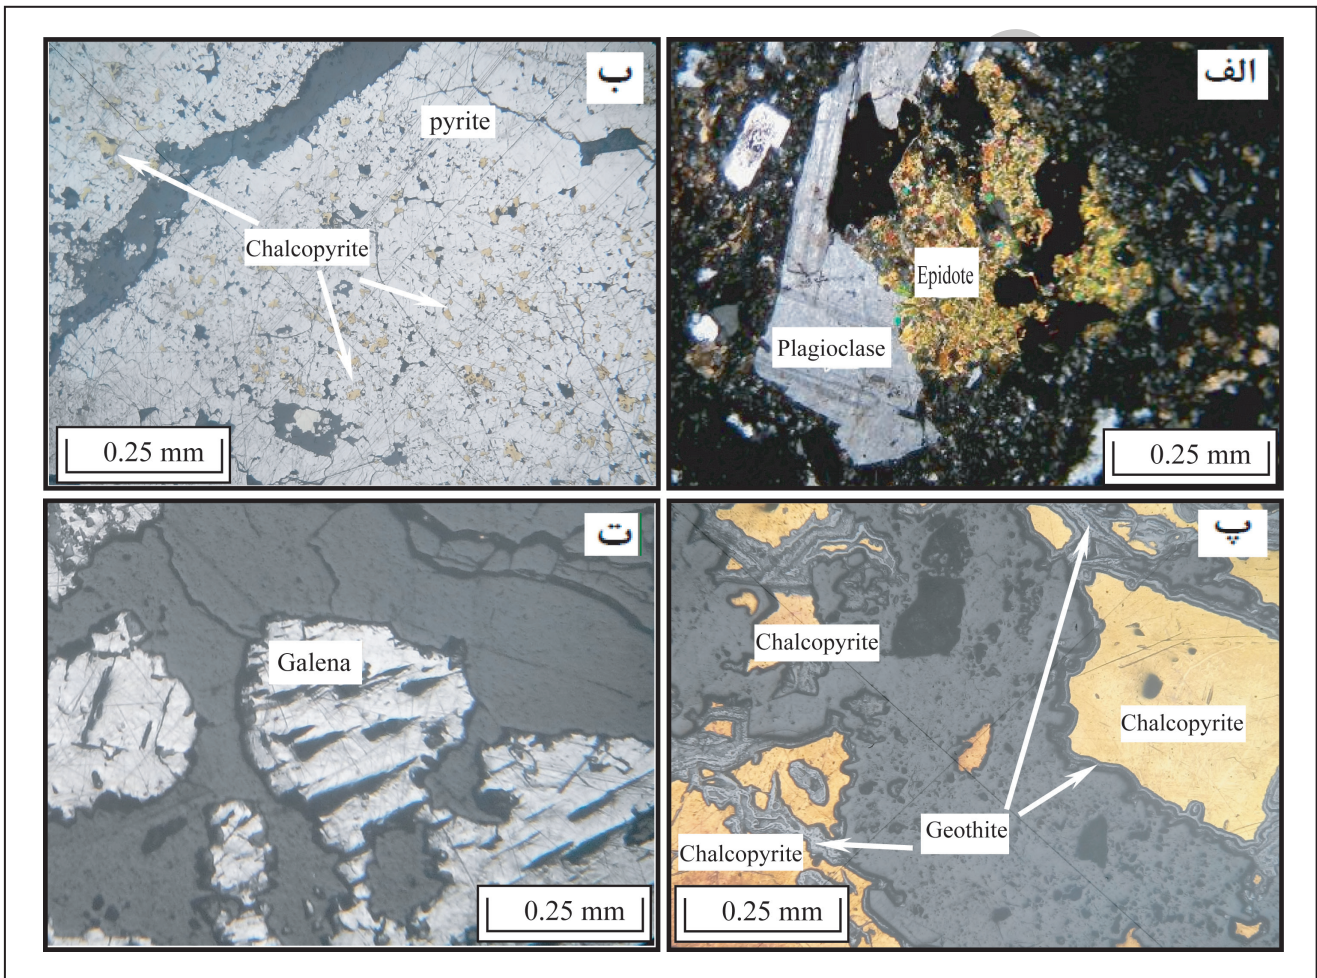 الف
Epidote
Plagioclase
0.25 mm
ب
pyrite
Chalcopyrite
0.25 mm
پ
Chalcopyrite
Chalcopyrite
Geothite
Chalcopyrite
0.25 mm
ت
Galena
0.25 mm